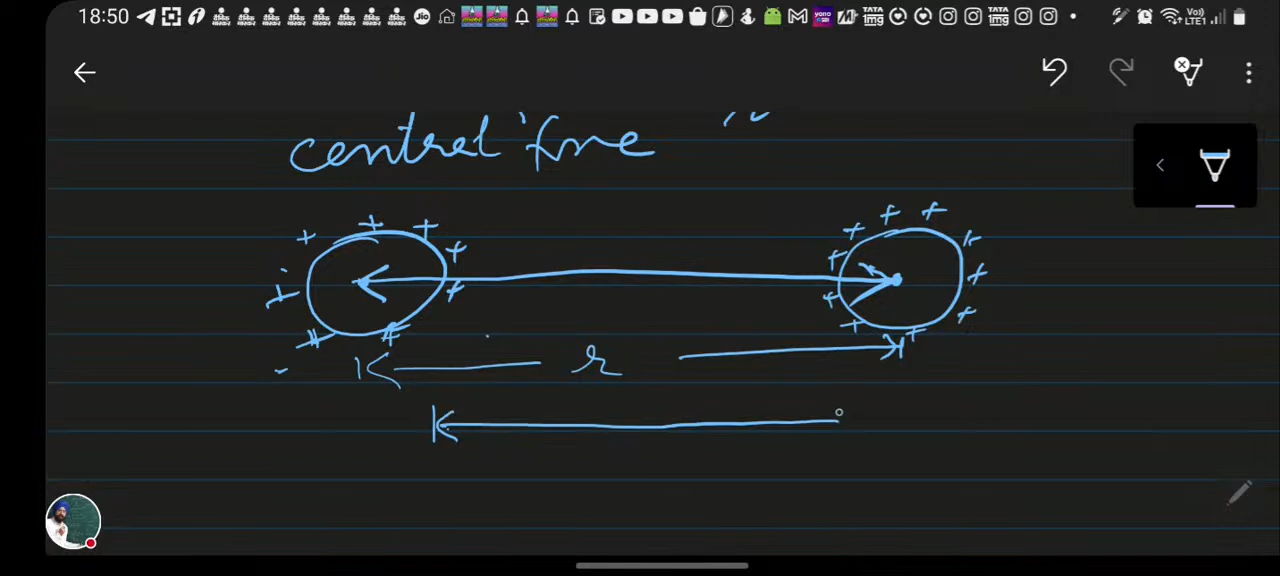 18:50
central force
+ + + + + + + + + + + + + + + + + +
r